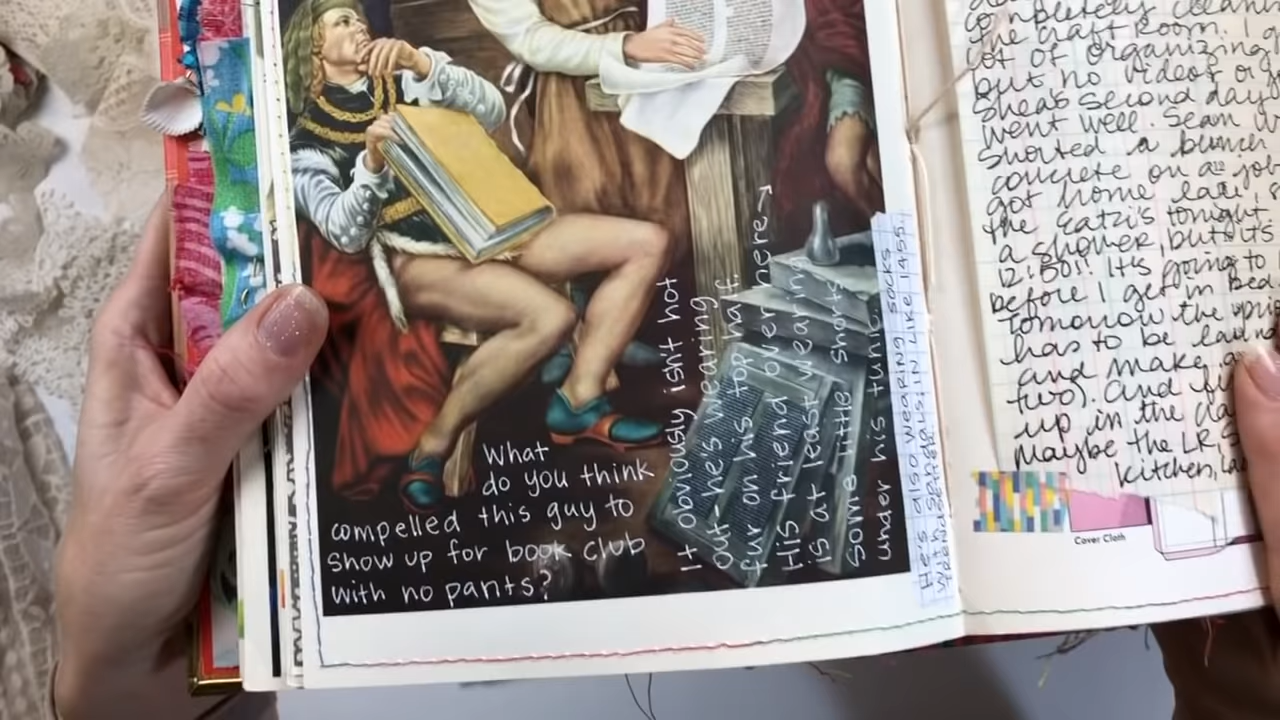 What
do you think
compelled this guy to
show up for book club
with no pants?
It obviously isn't hot
out - he's wearing
fur on his top half.
His friend over here →
is at least wearing
some little shorts
under his tunic.
He's also wearing socks
with sandals, in like 1455!
completely cleanin
the craft room. I g
lot of organizing
but no videos or
Shea's second day
went well. Sean w
shorted a bunch
concrete on a job
got home late, s
the Eatzi's tonight
a shower, but its
12:50!! It's going to
before I get in bed.
tomorrow the
has to be
and make
two). And
up in the
maybe the LR
kitchen,
Cover Cloth